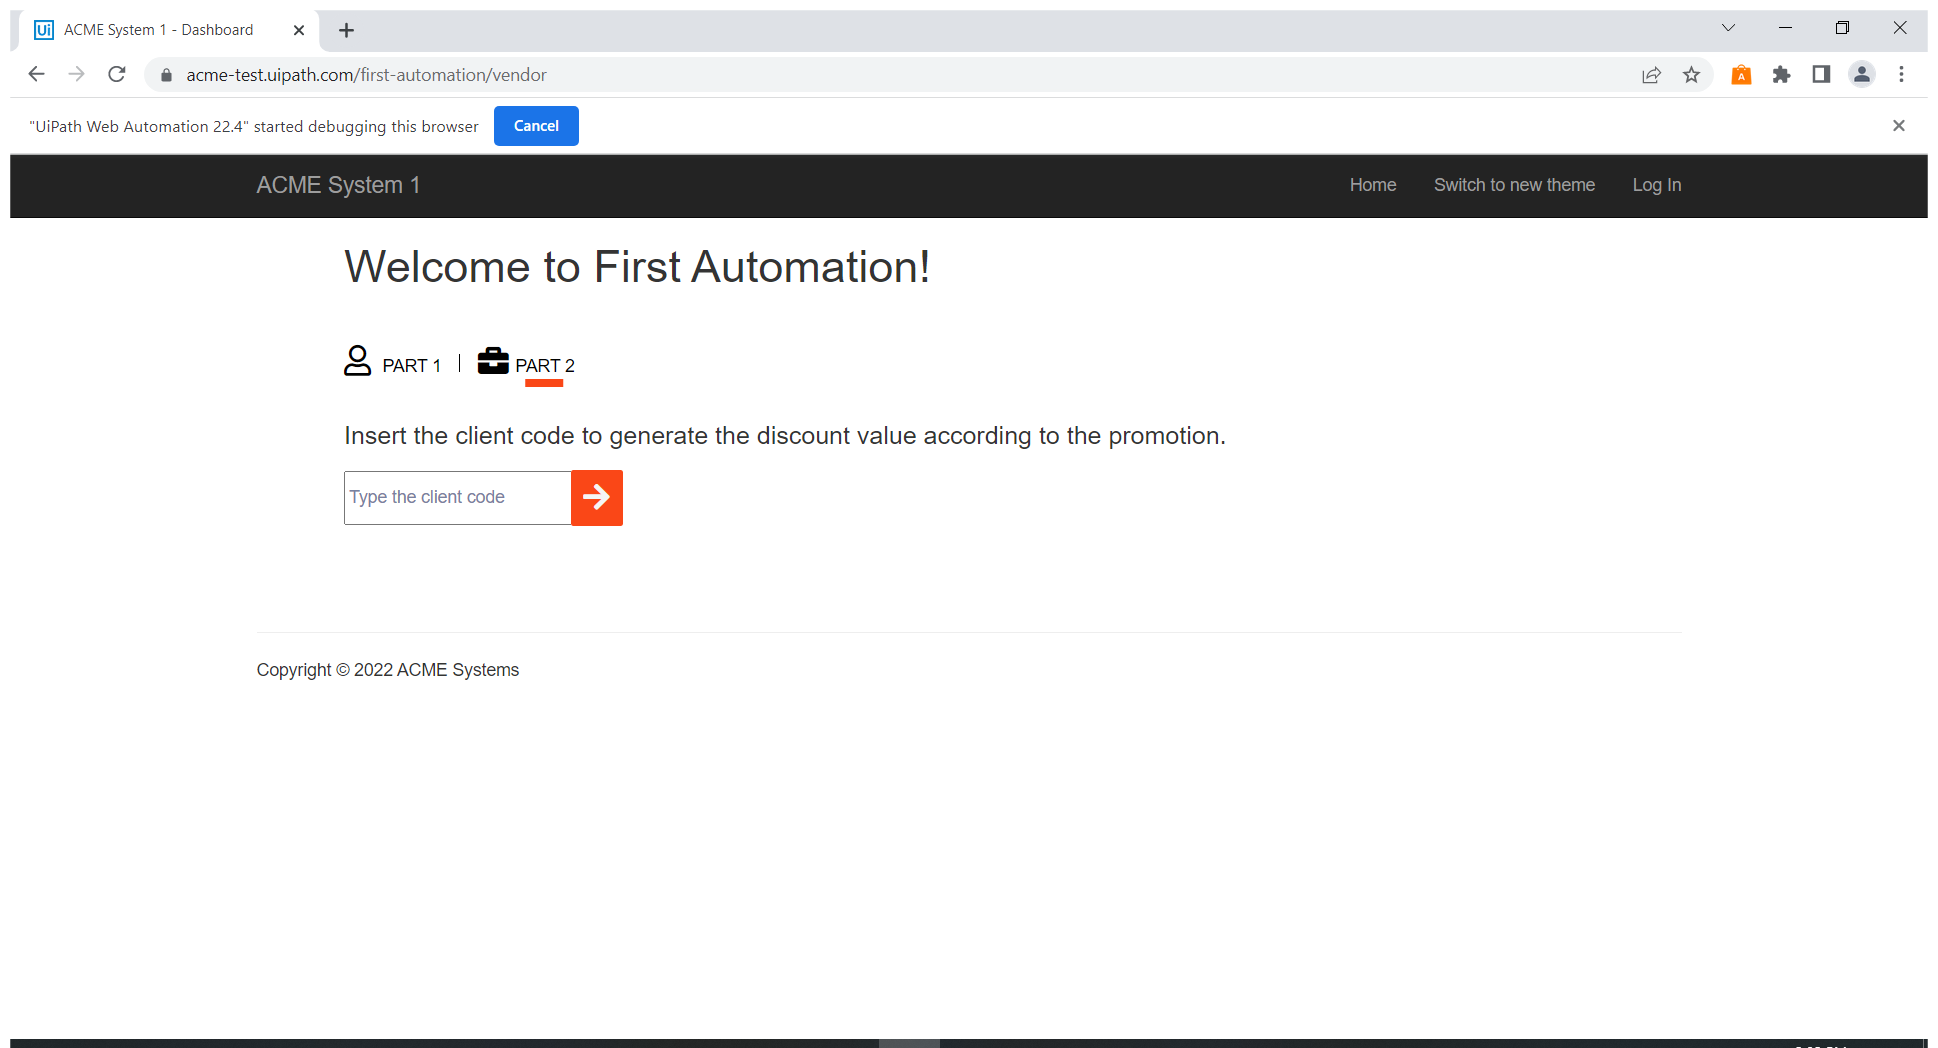 Ui ACME System 1 - Dashboard
acme-test.uipath.com/first-automation/vendor
A
"UiPath Web Automation 22.4" started debugging this browser Cancel
ACME System 1 Home Switch to new theme Log In
Welcome to First Automation!
PART 1 | PART 2
Insert the client code to generate the discount value according to the promotion.
Type the client code
Copyright © 2022 ACME Systems